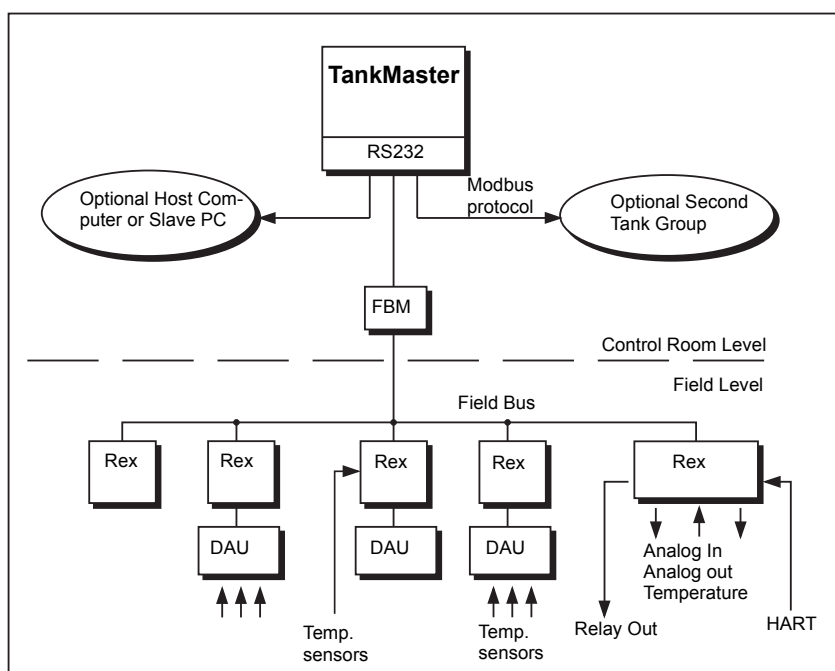 TankMaster
RS232
Optional Host Com-
puter or Slave PC
Modbus
protocol
Optional Second
Tank Group
FBM
Control Room Level
Field Level
Field Bus
Rex
Rex
Rex
Rex
Rex
DAU
DAU
DAU
Analog In
Analog out
Temperature
Temp.
sensors
Temp.
sensors
Relay Out
HART